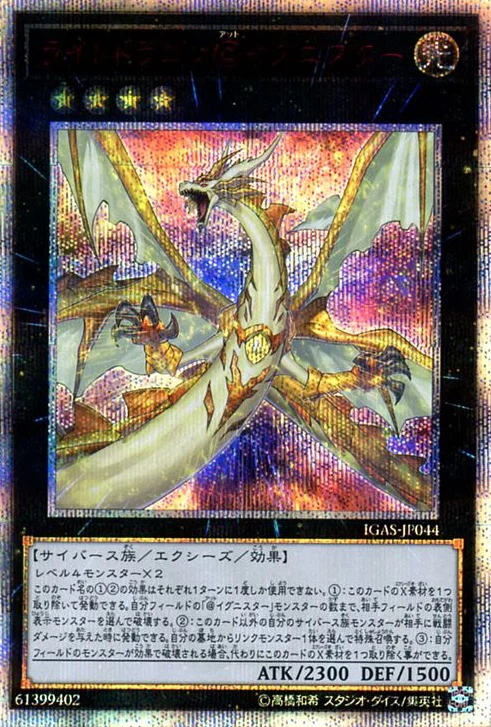 アット
ライトドラゴン@イグニスター
光
IGAS-JP044
【サイバース族／エクシーズ／効果】
レベル4モンスター×2
このカード名の①②の効果はそれぞれ1ターンに1度しか使用できない。①：このカードのX素材を1つ
取り除いて発動できる。自分フィールドの「@イグニスター」モンスターの数まで、相手フィールドの表側
表示モンスターを選んで破壊する。②：このカード以外の自分のサイバース族モンスターが相手に戦闘
ダメージを与えた時に発動できる。自分の墓地からリンクモンスター1体を選んで特殊召喚する。③：自分
フィールドのモンスターが効果で破壊される場合、代わりにこのカードのX素材を1つ取り除く事ができる。
ATK/2300 DEF/1500
61399402
©高橋和希 スタジオ・ダイス/集英社